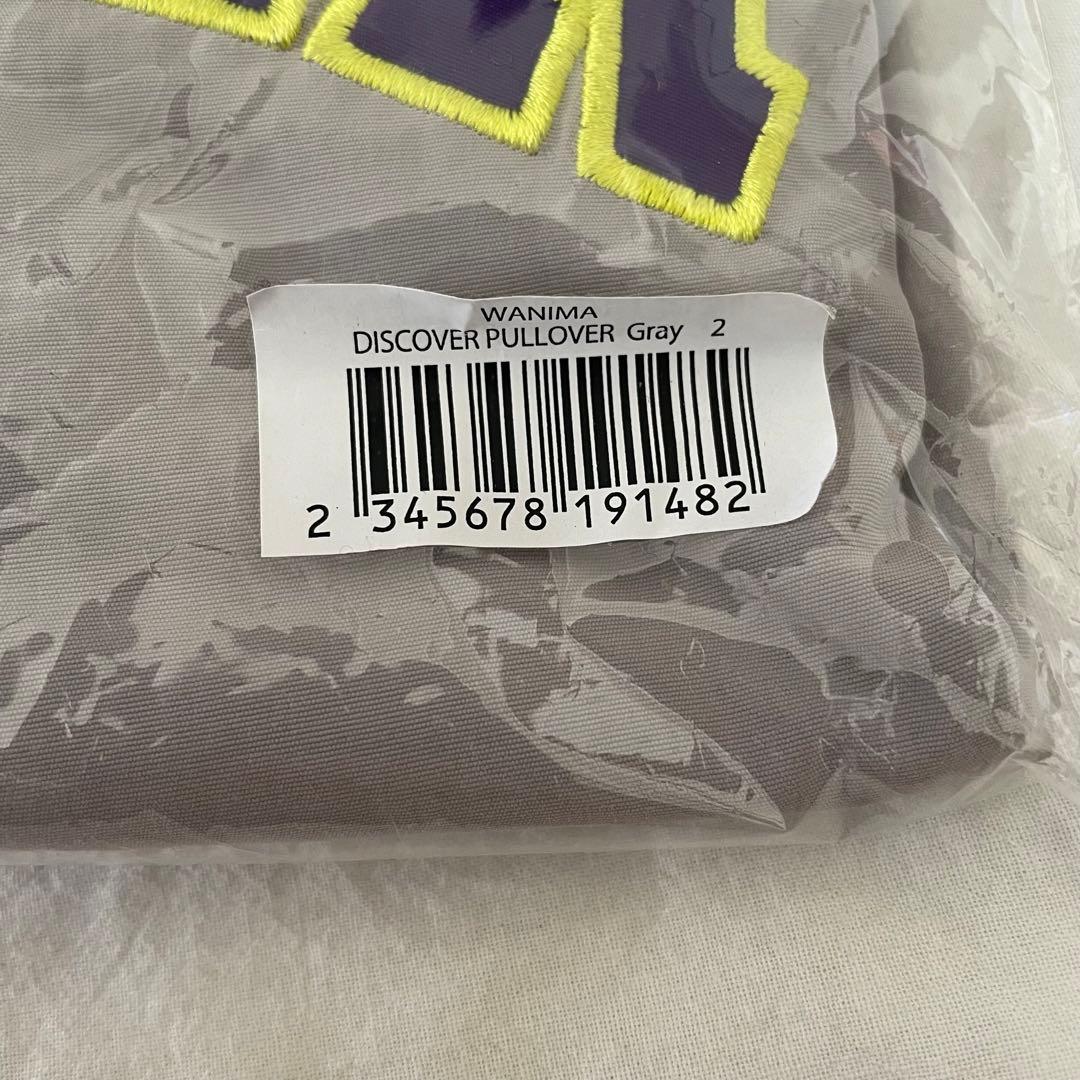 WANIMA
DISCOVER PULLOVER Gray 2
2 345678 191482